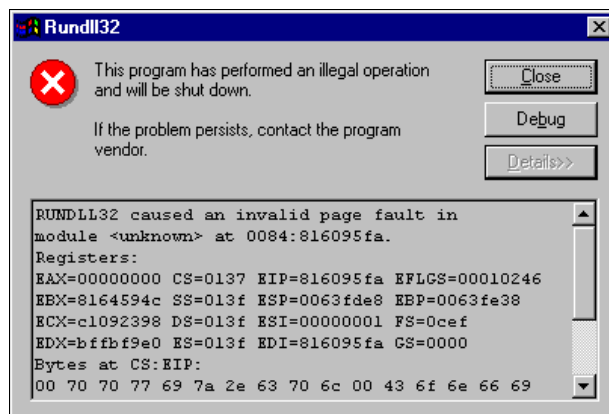 Rundll32
This program has performed an illegal operation
and will be shut down.
If the problem persists, contact the program
vendor.
Close
Debug
Details>>
RUNDLL32 caused an invalid page fault in
module <unknown> at 0084:816095fa.
Registers:
EAX=00000000 CS=0137 EIP=816095fa EFLGS=00010246
EBX=8164594c SS=013f ESP=0063fde8 EBP=0063fe38
ECX=c1092398 DS=013f ESI=00000001 FS=0cef
EDX=bffbf9e0 ES=013f EDI=816095fa GS=0000
Bytes at CS:EIP:
00 70 70 77 69 7a 2e 63 70 6c 00 43 6f 6e 66 69